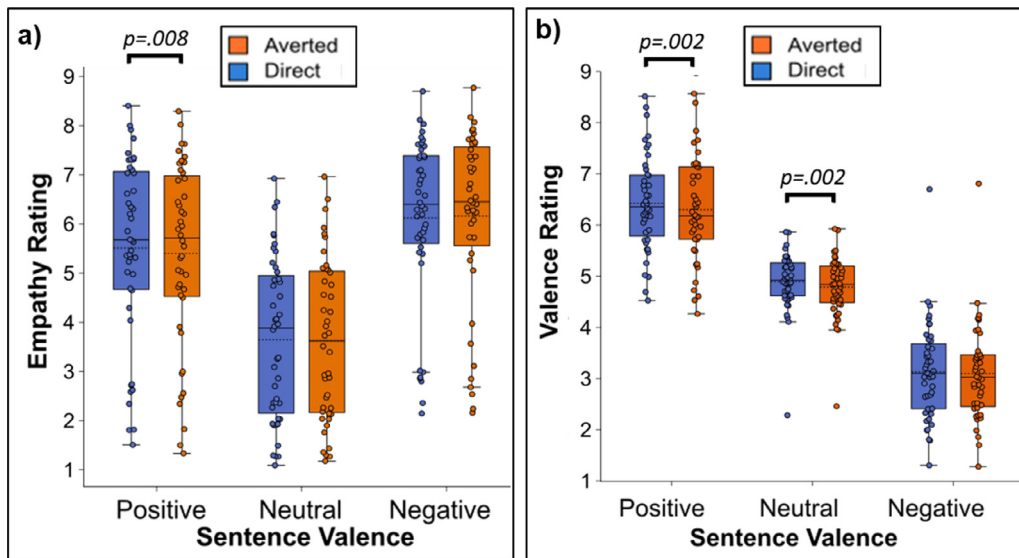 a)
p=.008
Averted
Direct
9
8
7
6
5
4
3
2
1
Empathy Rating
Positive Neutral Negative
Sentence Valence
b)
p=.002
Averted
Direct
p=.002
9
8
7
6
5
4
3
2
1
Valence Rating
Positive Neutral Negative
Sentence Valence